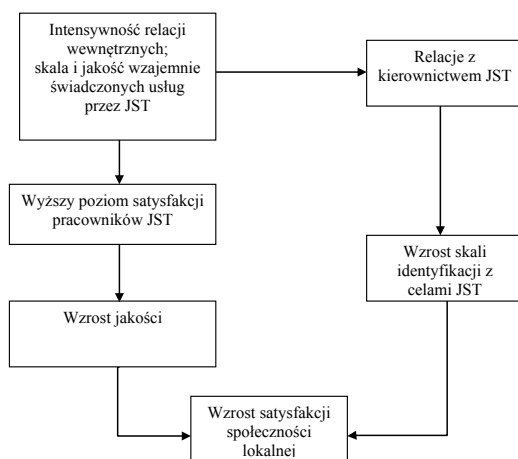 Intensywność relacji
wewnętrznych;
skala i jakość wzajemnie
świadczonych usług
przez JST
Relacje z
kierownictwem JST
Wyższy poziom satysfakcji
pracowników JST
Wzrost skali
identyfikacji z
celami JST
Wzrost jakości
Wzrost satysfakcji
społeczności
lokalnej